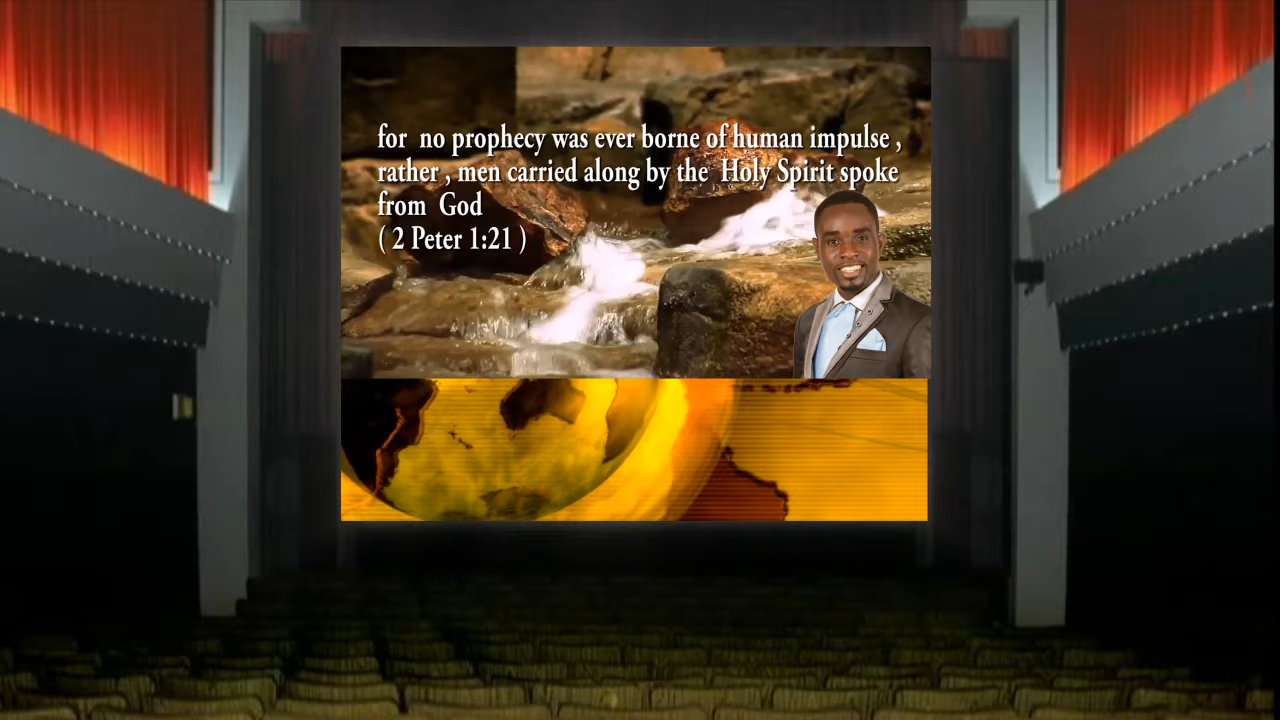 for no prophecy was ever borne of human impulse ,
rather , men carried along by the Holy Spirit spoke
from God
( 2 Peter 1:21 )